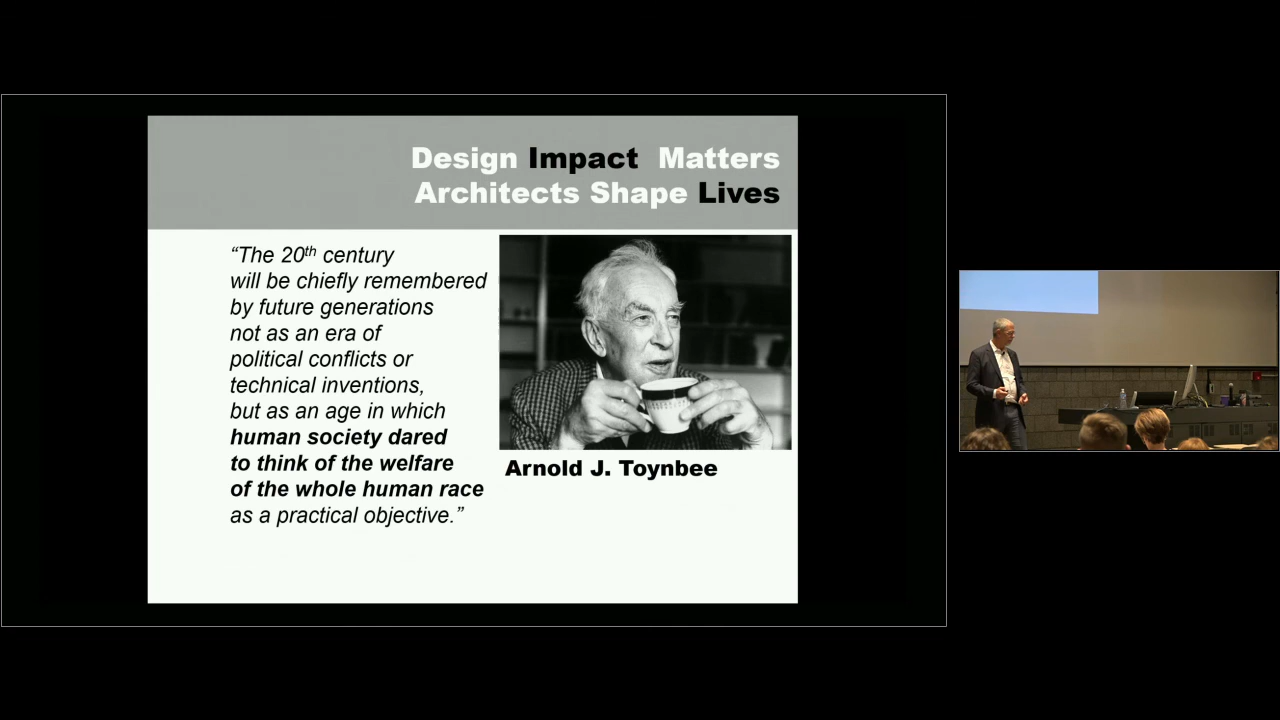 Design Impact Matters
Architects Shape Lives
“The 20th century
will be chiefly remembered
by future generations
not as an era of
political conflicts or
technical inventions,
but as an age in which
human society dared
to think of the welfare
of the whole human race
as a practical objective.”
Arnold J. Toynbee